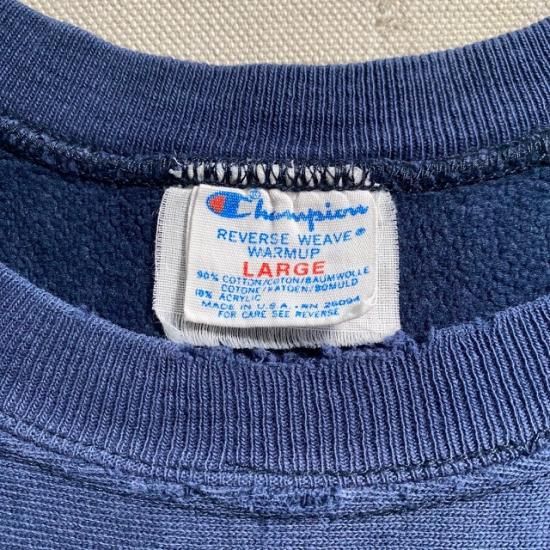 Champion®
REVERSE WEAVE®
WARMUP
LARGE
90% COTTON/COTON/BAUMWOLLE
COTONE/KATOEN/BOMULD
10% ACRYLIC
MADE IN U.S.A. - RN 26094
FOR CARE SEE REVERSE